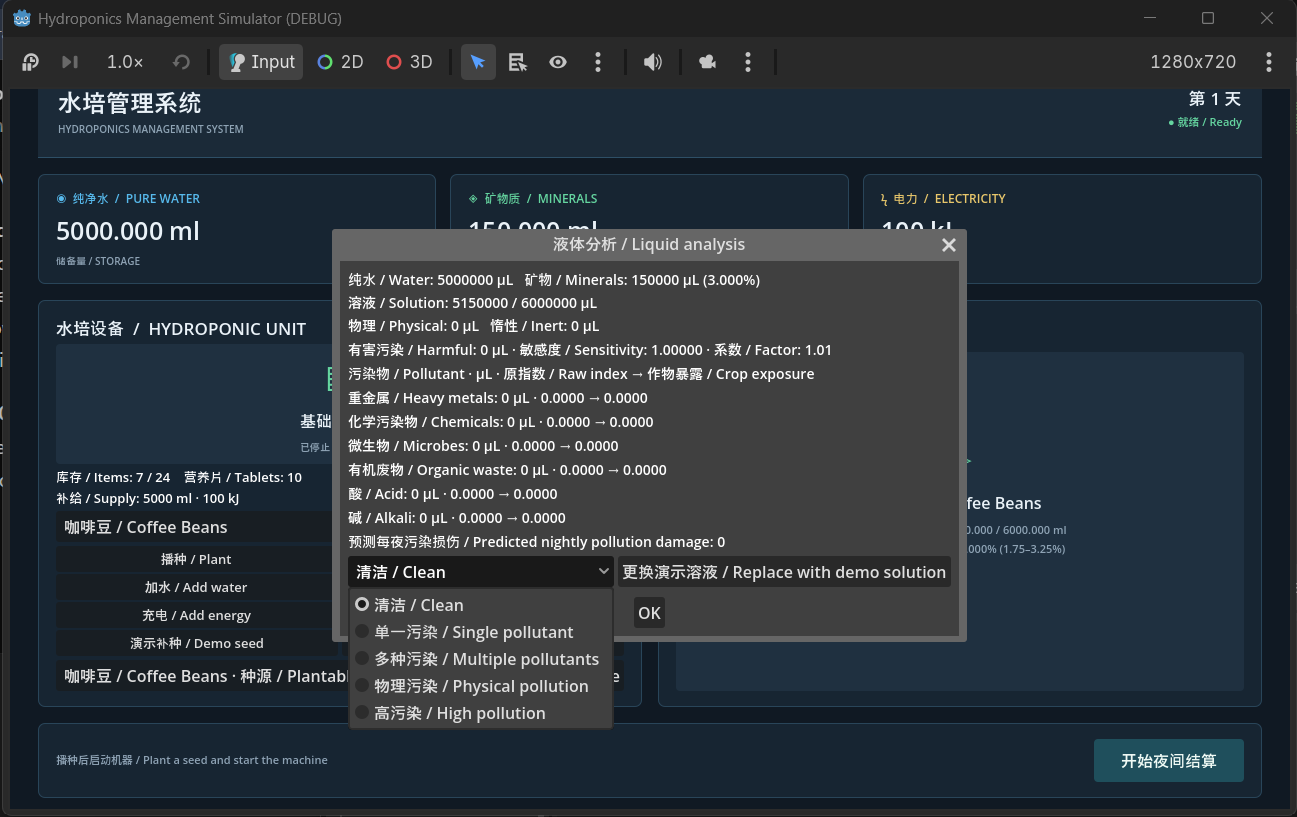 Hydroponics Management Simulator (DEBUG)
1.0×
Input
2D
3D
1280x720
水培管理系统
HYDROPONICS MANAGEMENT SYSTEM
第 1 天
● 就绪 / Ready
纯净水 / PURE WATER
5000.000 ml
储备量 / STORAGE
矿物质 / MINERALS
150.000 ml
电力 / ELECTRICITY
100 kJ
液体分析 / Liquid analysis
纯水 / Water: 5000000 µL 矿物 / Minerals: 150000 µL (3.000%)
溶液 / Solution: 5150000 / 6000000 µL
物理 / Physical: 0 µL 惰性 / Inert: 0 µL
有害污染 / Harmful: 0 µL · 敏感度 / Sensitivity: 1.00000 · 系数 / Factor: 1.01
污染物 / Pollutant · µL · 原指数 / Raw index → 作物暴露 / Crop exposure
重金属 / Heavy metals: 0 µL · 0.0000 → 0.0000
化学污染物 / Chemicals: 0 µL · 0.0000 → 0.0000
微生物 / Microbes: 0 µL · 0.0000 → 0.0000
有机废物 / Organic waste: 0 µL · 0.0000 → 0.0000
酸 / Acid: 0 µL · 0.0000 → 0.0000
碱 / Alkali: 0 µL · 0.0000 → 0.0000
预测每夜污染损伤 / Predicted nightly pollution damage: 0
清洁 / Clean
更换演示溶液 / Replace with demo solution
清洁 / Clean
单一污染 / Single pollutant
多种污染 / Multiple pollutants
物理污染 / Physical pollution
高污染 / High pollution
OK
水培设备 / HYDROPONIC UNIT
基础
已停止
库存 / Items: 7 / 24 营养片 / Tablets: 10
补给 / Supply: 5000 ml · 100 kJ
咖啡豆 / Coffee Beans
播种 / Plant
加水 / Add water
充电 / Add energy
演示补种 / Demo seed
咖啡豆 / Coffee Beans · 种源 / Plantabl
e
fee Beans
0.000 / 6000.000 ml
000% (1.75–3.25%)
播种后启动机器 / Plant a seed and start the machine
开始夜间结算